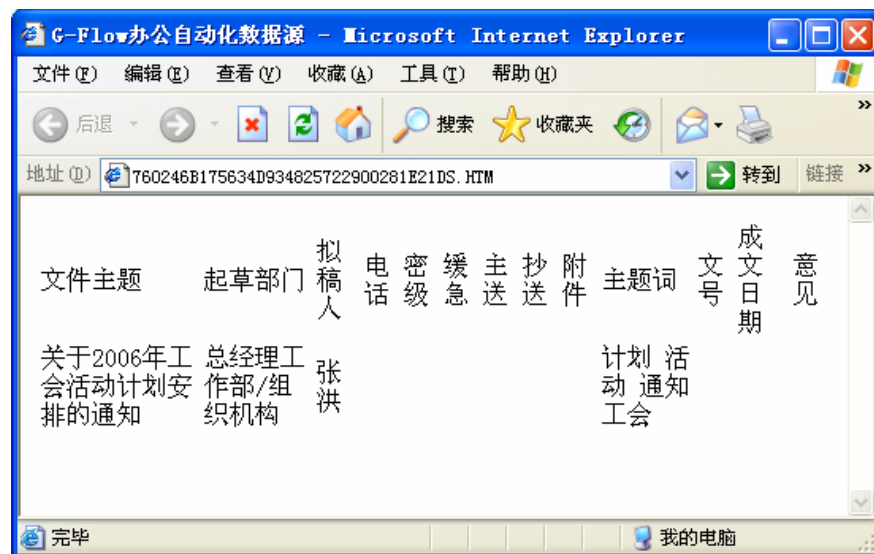 G-Flow办公自动化数据源 - Microsoft Internet Explorer
文件(F) 编辑(E) 查看(V) 收藏(A) 工具(T) 帮助(H)
后退 搜索 收藏夹 »
地址(D) 760246B175634D934825722900281E21DS.HTM 转到 链接 »
文件主题 起草部门 拟稿人 电话 密级 缓急 主送 抄送 附件 主题词 文号 成文日期 意见
关于2006年工 总经理工 张洪 计划 活
会活动计划安 作部/组 动 通知
排的通知 织机构 工会
完毕 我的电脑